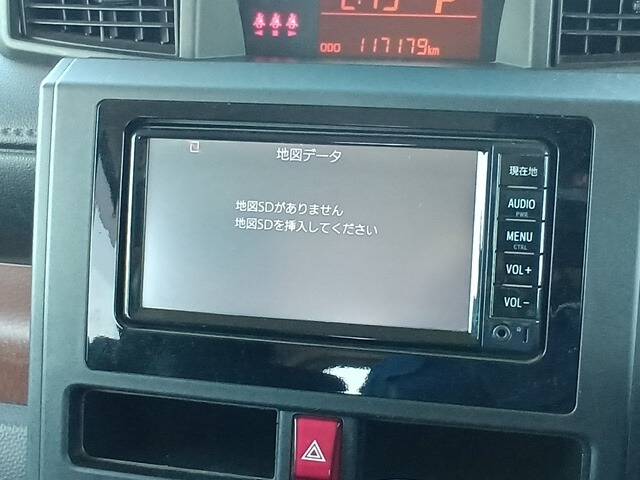 P
ODO 117179km
地図データ
地図SDがありません
地図SDを挿入してください
現在地
AUDIO
PWR
MENU
CTRL
VOL+
VOL-